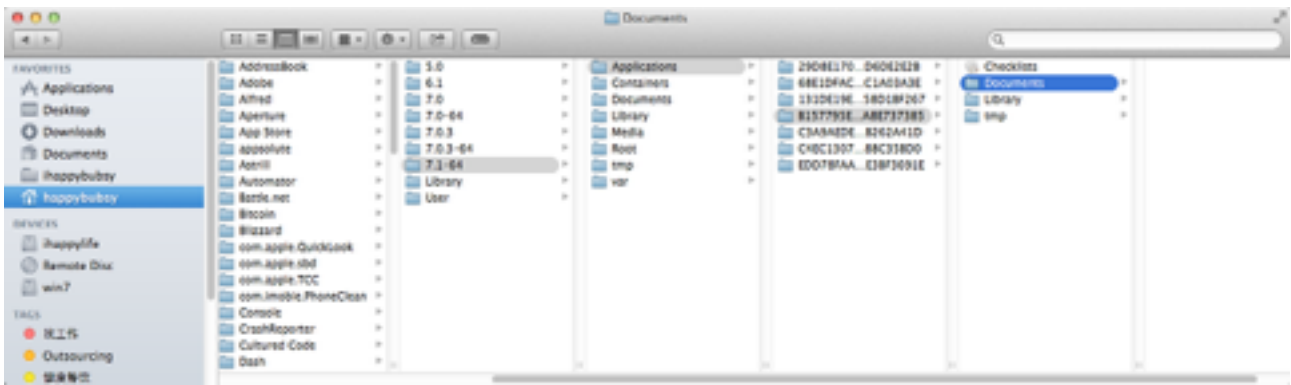 Documents
FAVORITES
Applications
Desktop
Downloads
Documents
ihappybubsy
happybubsy
DEVICES
ihappylife
Remote Disc
win7
TAGS
Outsourcing
AddressBook
Adobe
Alfred
Aperture
App Store
appsolute
Astrill
Automator
Battle.net
Bitcoin
Blizzard
com.apple.QuickLook
com.apple.sbd
com.apple.TCC
com.imobie.PhoneClean
Console
CrashReporter
Cultured Code
Dash
5.0
6.1
7.0
7.0-64
7.0.3
7.0.3-64
7.1-64
Library
User
Applications
Containers
Documents
Library
Media
Root
tmp
var
Checklists
Documents
Library
tmp